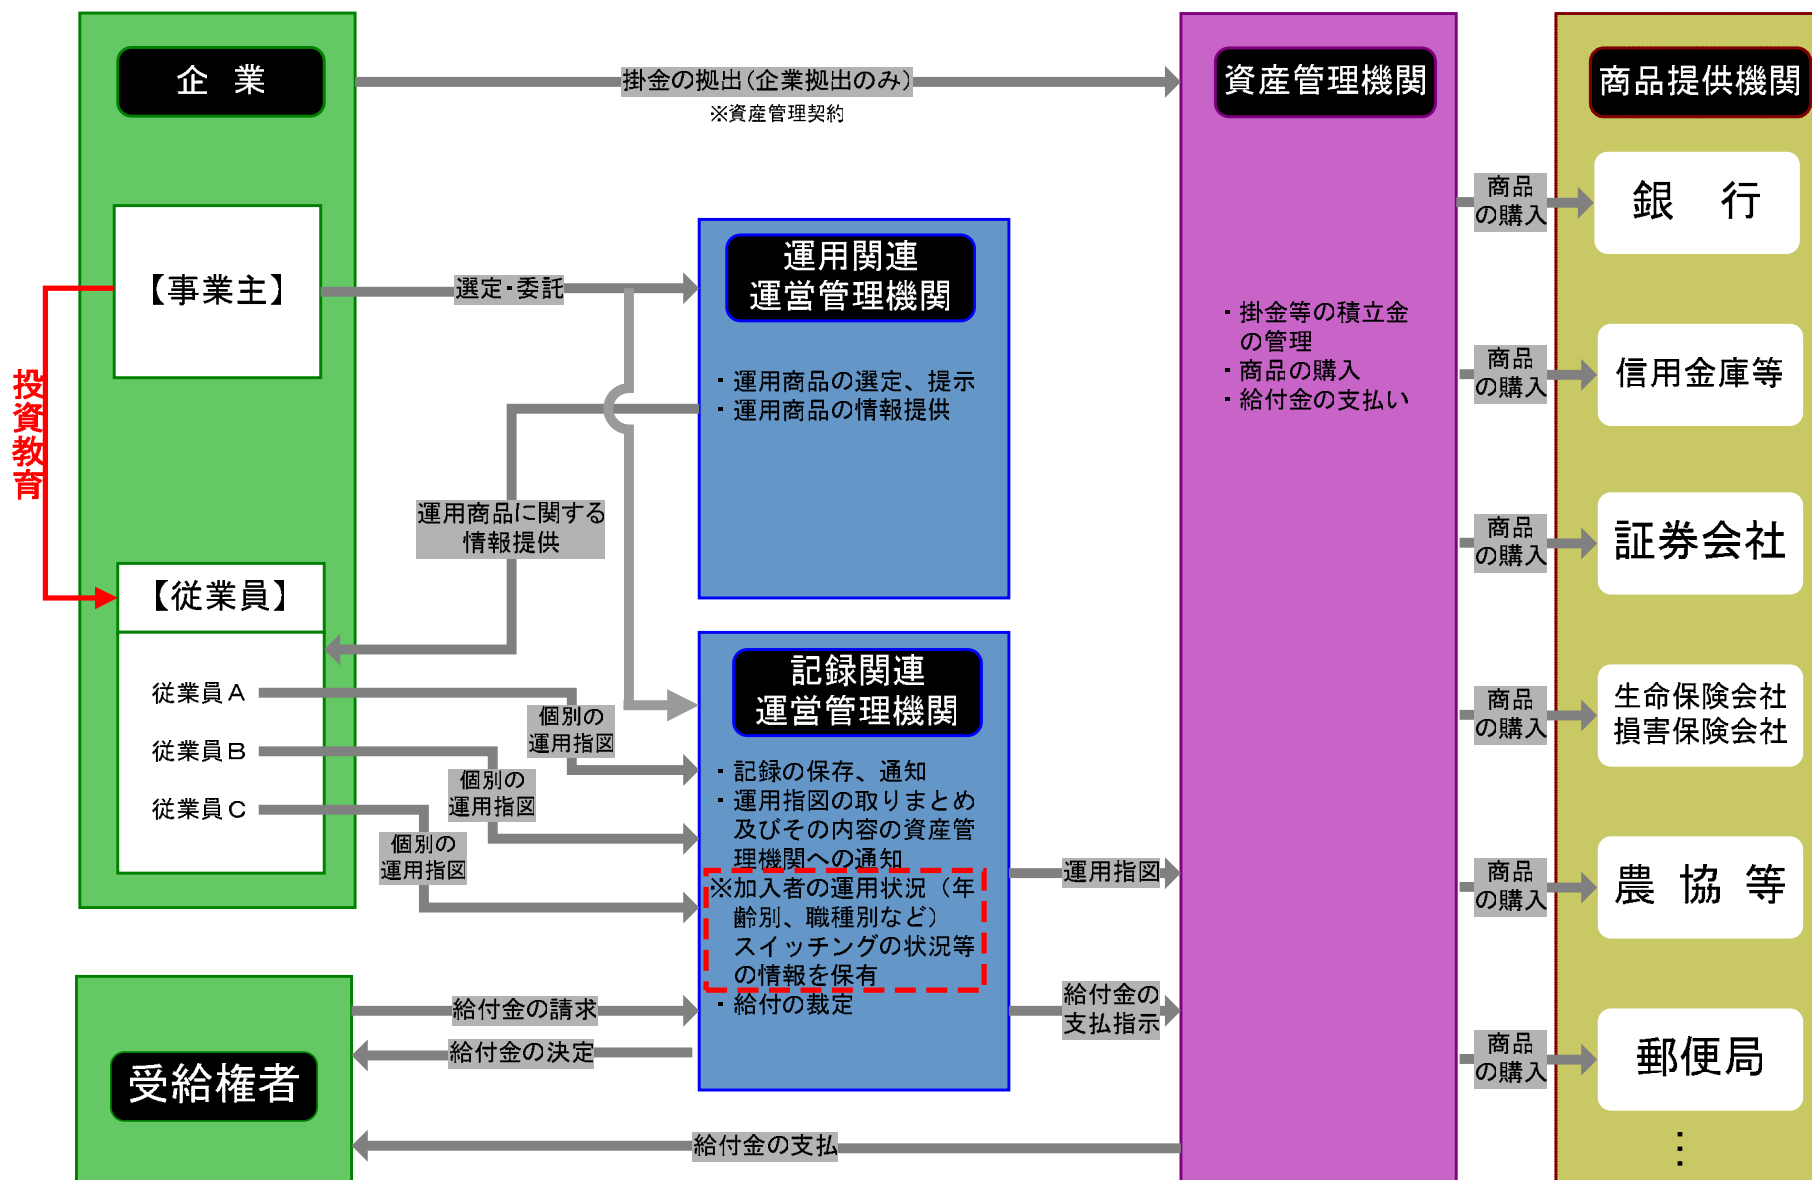 企 業
掛金の拠出(企業拠出のみ)
※資産管理契約
資産管理機関
商品提供機関
【事業主】
選定・委託
運用関連
運営管理機関
・運用商品の選定、提示
・運用商品の情報提供
投資教育
運用商品に関する
情報提供
【従業員】
従業員A
従業員B
従業員C
個別の
運用指図
個別の
運用指図
個別の
運用指図
記録関連
運営管理機関
・記録の保存、通知
・運用指図の取りまとめ
及びその内容の資産管
理機関への通知
※加入者の運用状況(年
齢別、職種別など)
スイッチングの状況等
の情報を保有
・給付の裁定
運用指図
給付金の
支払指示
受給権者
給付金の請求
給付金の決定
給付金の支払
・掛金等の積立金
の管理
・商品の購入
・給付金の支払い
商品
の購入
銀 行
商品
の購入
信用金庫等
商品
の購入
証券会社
商品
の購入
生命保険会社
損害保険会社
商品
の購入
農 協 等
商品
の購入
郵便局
⋮